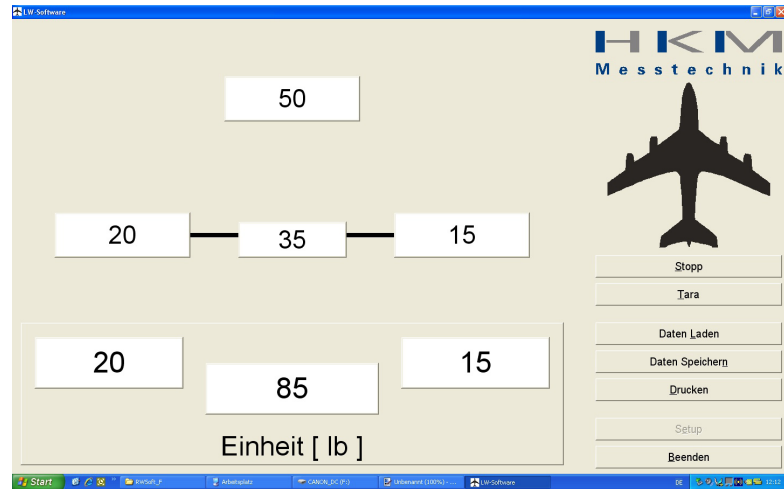 LW-Software
HKM
Messtechnik
50
20
35
15
20
85
15
Einheit [ lb ]
Stopp
Tara
Daten Laden
Daten Speichern
Drucken
Setup
Beenden
Start
RWSoft_F
Arbeitsplatz
CANON_DC (F:)
Unbenannt (100%) - ...
LW-Software
DE
12:12